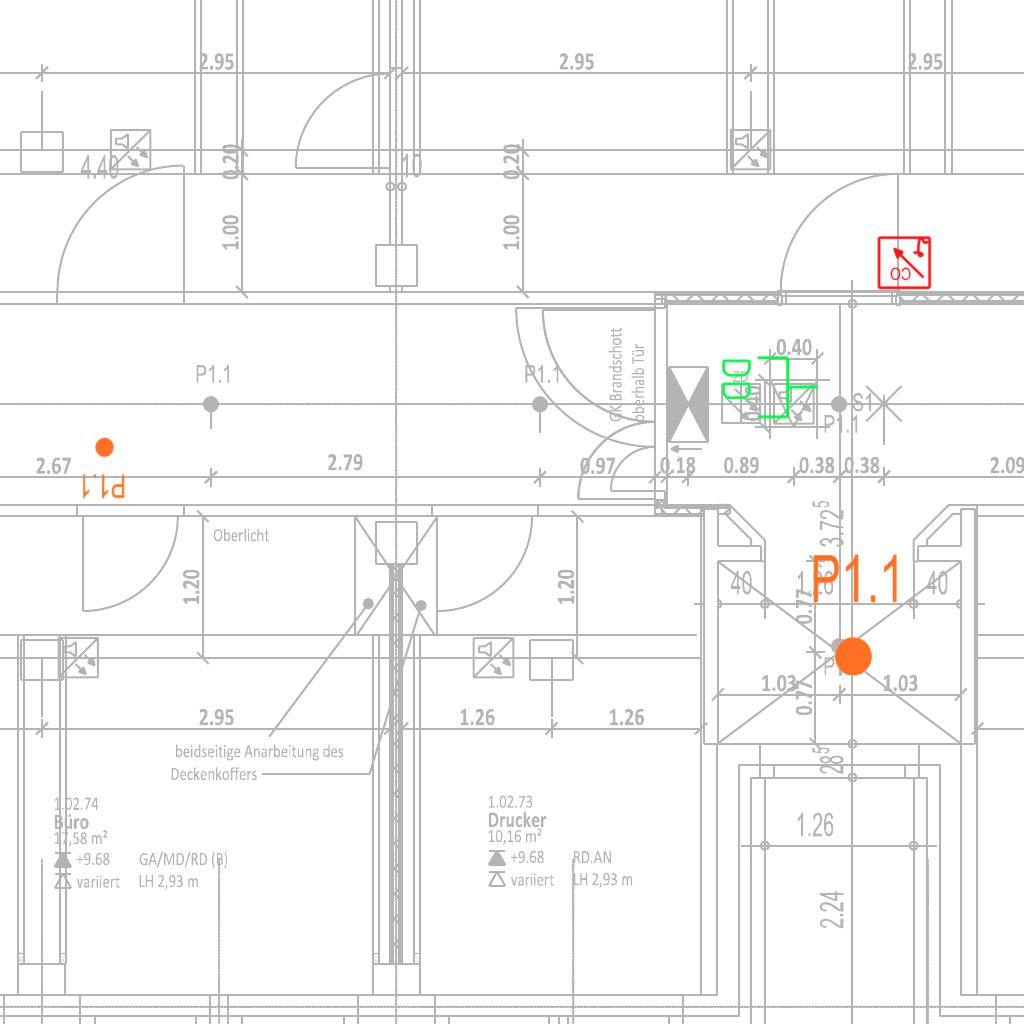 2.95
2.95
2.95
4.40
0.20
10
0.20
1.00
1.00
CO
P1.1
P1.1
GK Brandschott
oberhalb Tür
0.40
S1
P1.1
P1.1
2.67
2.79
0.97
0.18
0.89
0.38
0.38
2.09
Oberlicht
3.72⁵
1.20
1.20
P1.1
40
40
0.77
1.03
1.03
0.77
2.95
1.26
1.26
beidseitige Anarbeitung des
Deckenkoffers
28⁵
1.02.74
Büro
17,58 m²
+9.68 GA/MD/RD (B)
variiert LH 2,93 m
1.02.73
Drucker
10,16 m²
+9.68 RD.AN
variiert LH 2,93 m
1.26
2.24